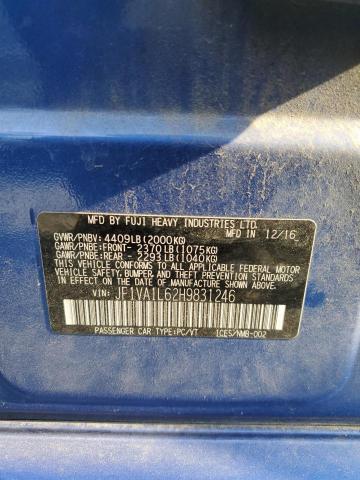 MFD BY FUJI HEAVY INDUSTRIES LTD.
MFD IN 12/16
GVWR/PNBV: 4409LB(2000KG)
GAWR/PNBE:FRONT- 2370LB(1075KG)
GAWR/PNBE:REAR - 2293LB(1040KG)
THIS VEHICLE CONFORMS TO ALL APPLICABLE FEDERAL MOTOR
VEHICLE SAFETY, BUMPER, AND THEFT PREVENTION STANDARDS
IN EFFECT ON THE DATE OF MANUFACTURE SHOWN ABOVE.
VIN: JF1VA1L62H9831246
PASSENGER CAR TYPE:PC/VT ICES/NMB-002